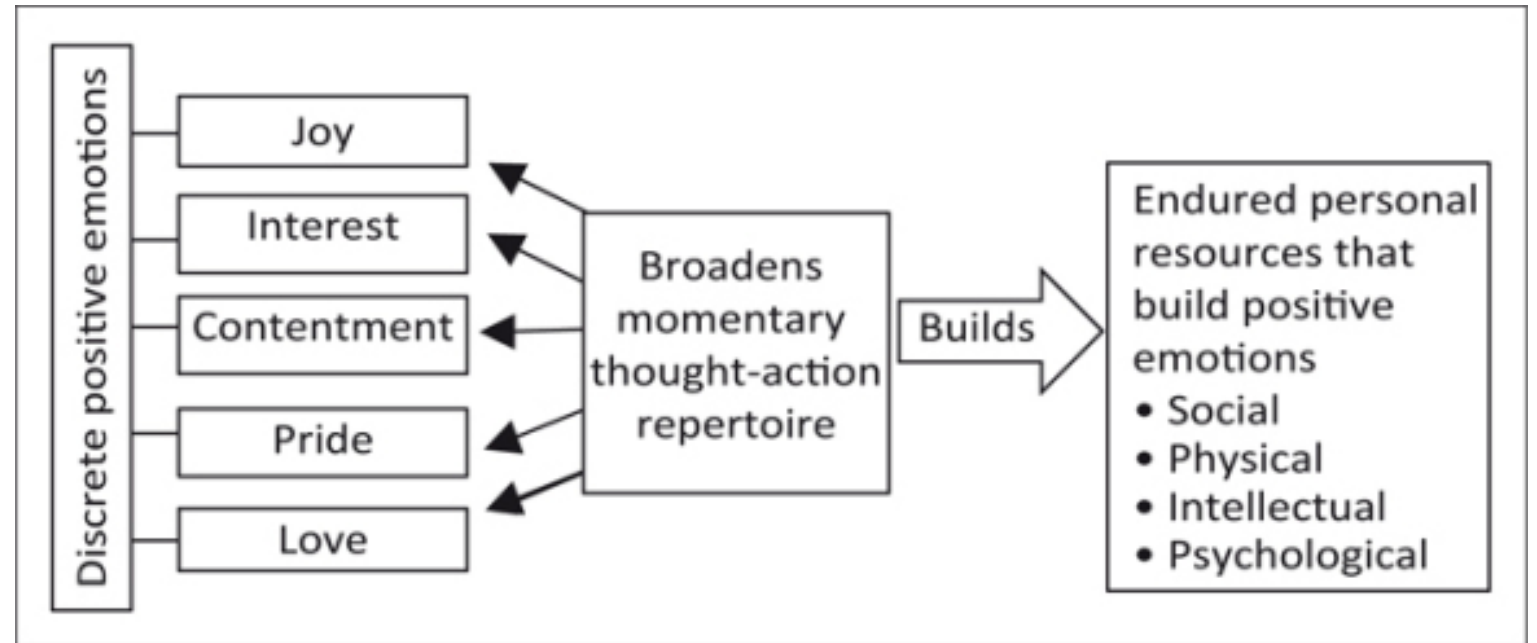 Discrete positive emotions
Joy
Interest
Contentment
Pride
Love
Broadens
momentary
thought-action
repertoire
Builds
Endured personal
resources that
build positive
emotions
• Social
• Physical
• Intellectual
• Psychological